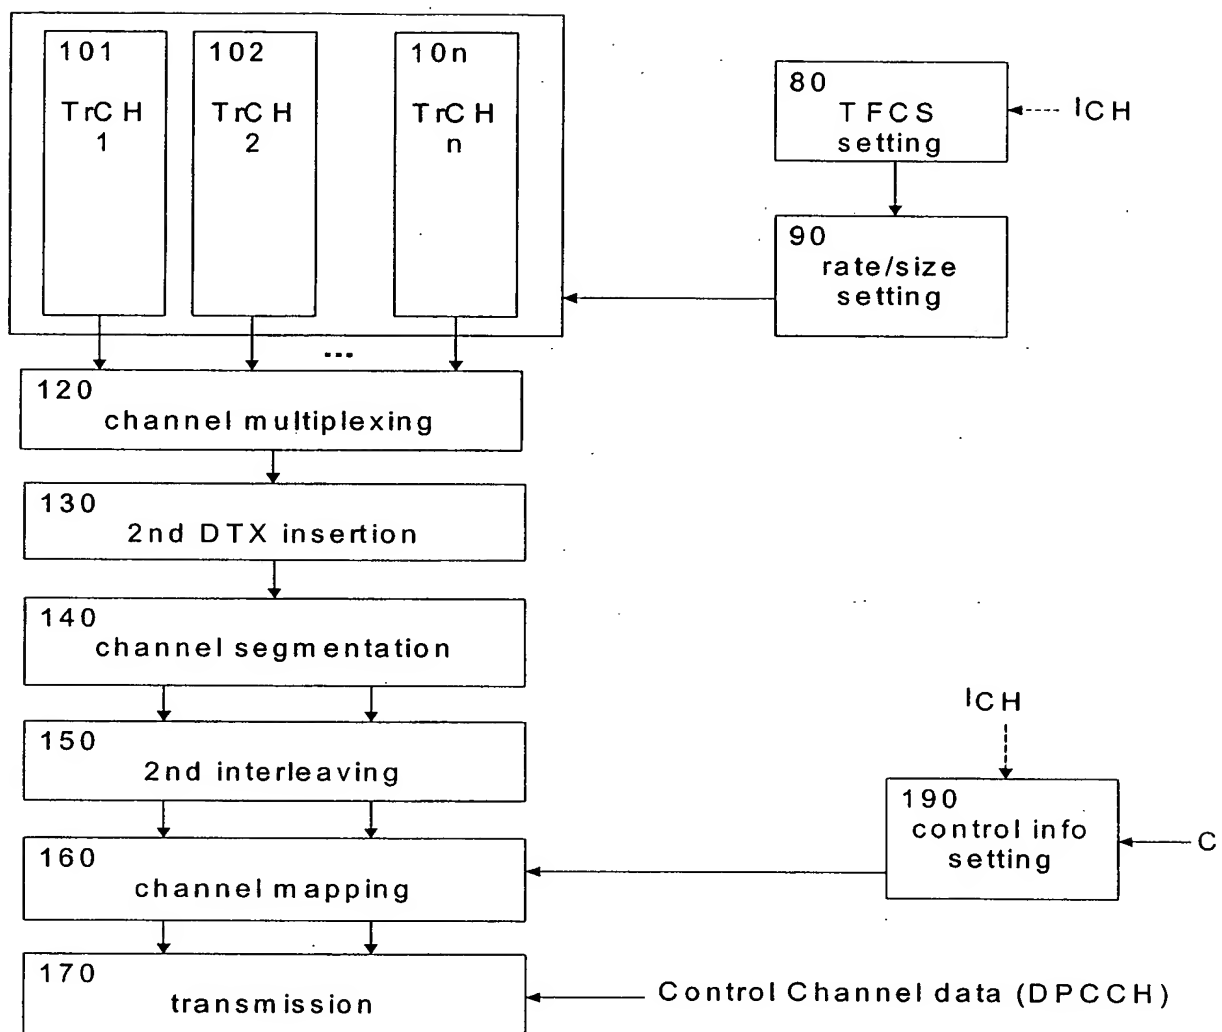 101
TrCH
1
102
TrCH
2
10n
TrCH
n
...
80
TFCS
setting
ICH
90
rate/size
setting
120
channel multiplexing
130
2nd DTX insertion
140
channel segmentation
150
2nd interleaving
160
channel mapping
170
transmission
ICH
190
control info
setting
C
Control Channel data (DPCCH)